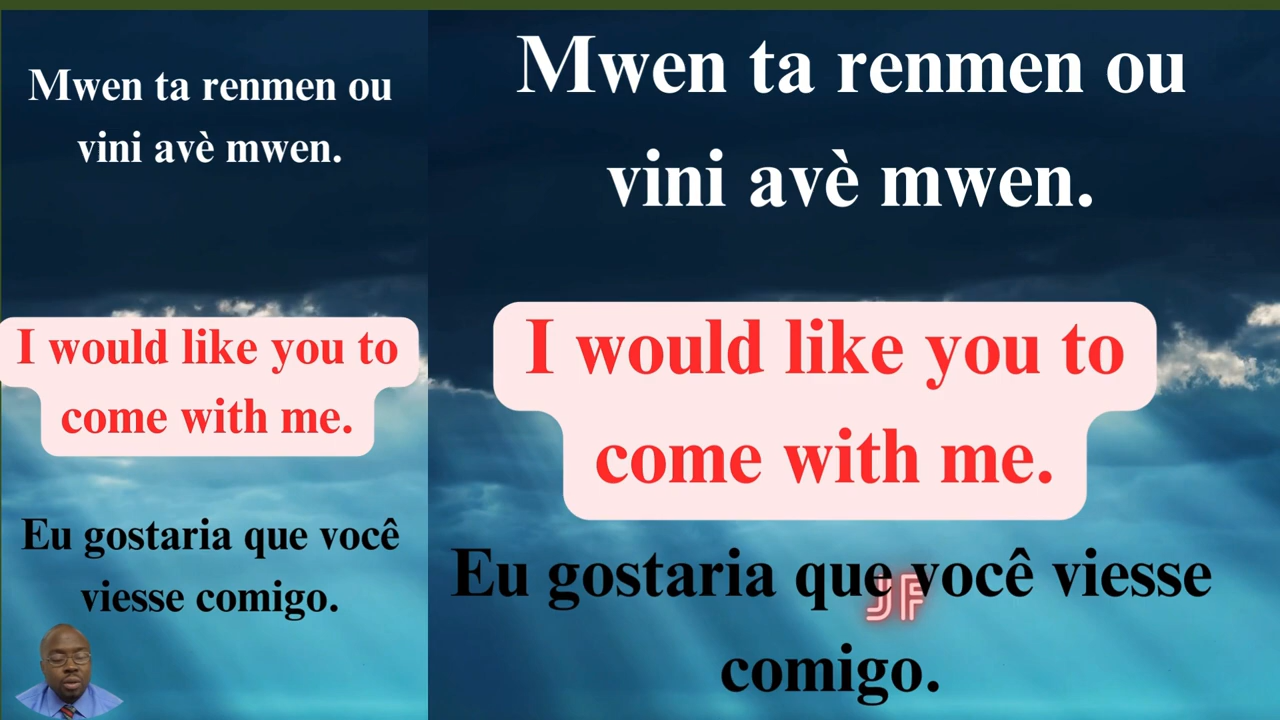 Mwen ta renmen ou
vini avè mwen.
I would like you to
come with me.
Eu gostaria que você
viesse comigo.
Mwen ta renmen ou
vini avè mwen.
I would like you to
come with me.
Eu gostaria que você viesse
comigo.
JF